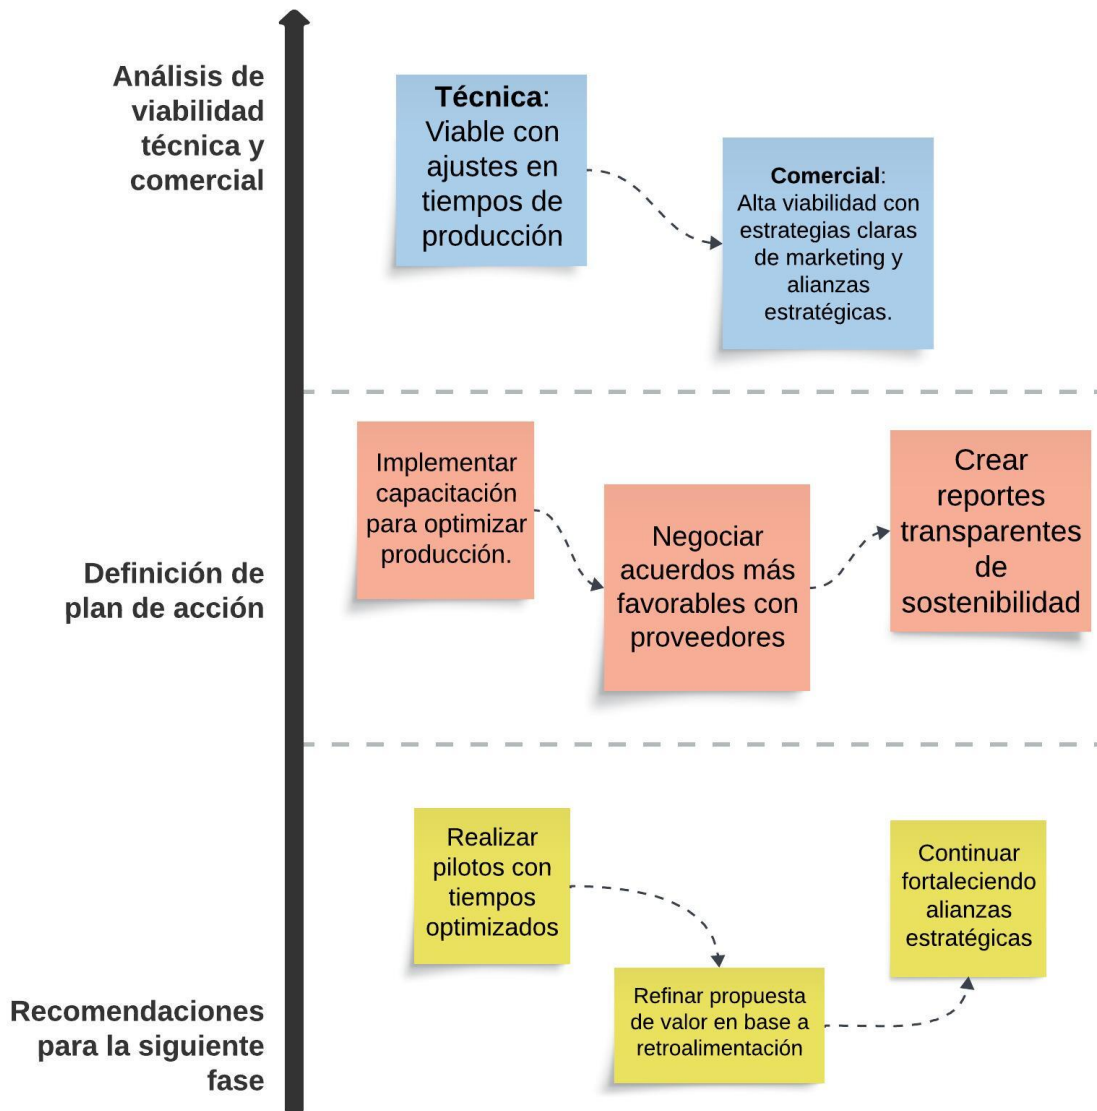 Análisis de
viabilidad
técnica y
comercial
Técnica:
Viable con
ajustes en
tiempos de
producción
Comercial:
Alta viabilidad con
estrategias claras
de marketing y
alianzas
estratégicas.
Definición de
plan de acción
Implementar
capacitación
para optimizar
producción.
Negociar
acuerdos más
favorables con
proveedores
Crear
reportes
transparentes
de
sostenibilidad
Recomendaciones
para la siguiente
fase
Realizar
pilotos con
tiempos
optimizados
Refinar propuesta
de valor en base a
retroalimentación
Continuar
fortaleciendo
alianzas
estratégicas